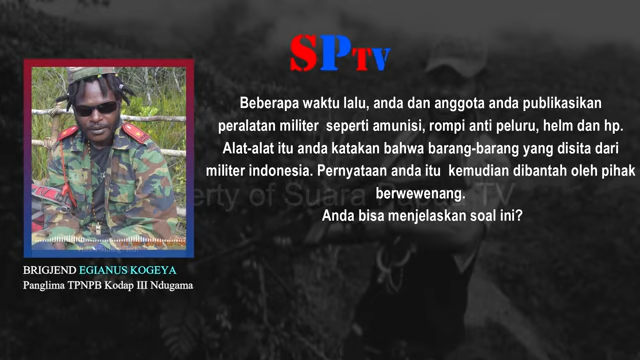 SPTV
Beberapa waktu lalu, anda dan anggota anda publikasikan
peralatan militer seperti amunisi, rompi anti peluru, helm dan hp.
Alat-alat itu anda katakan bahwa barang-barang yang disita dari
militer indonesia. Pernyataan anda itu kemudian dibantah oleh pihak
berwewenang.
Anda bisa menjelaskan soal ini?
BRIGJEND EGIANUS KOGEYA
Panglima TPNPB Kodap III Ndugama